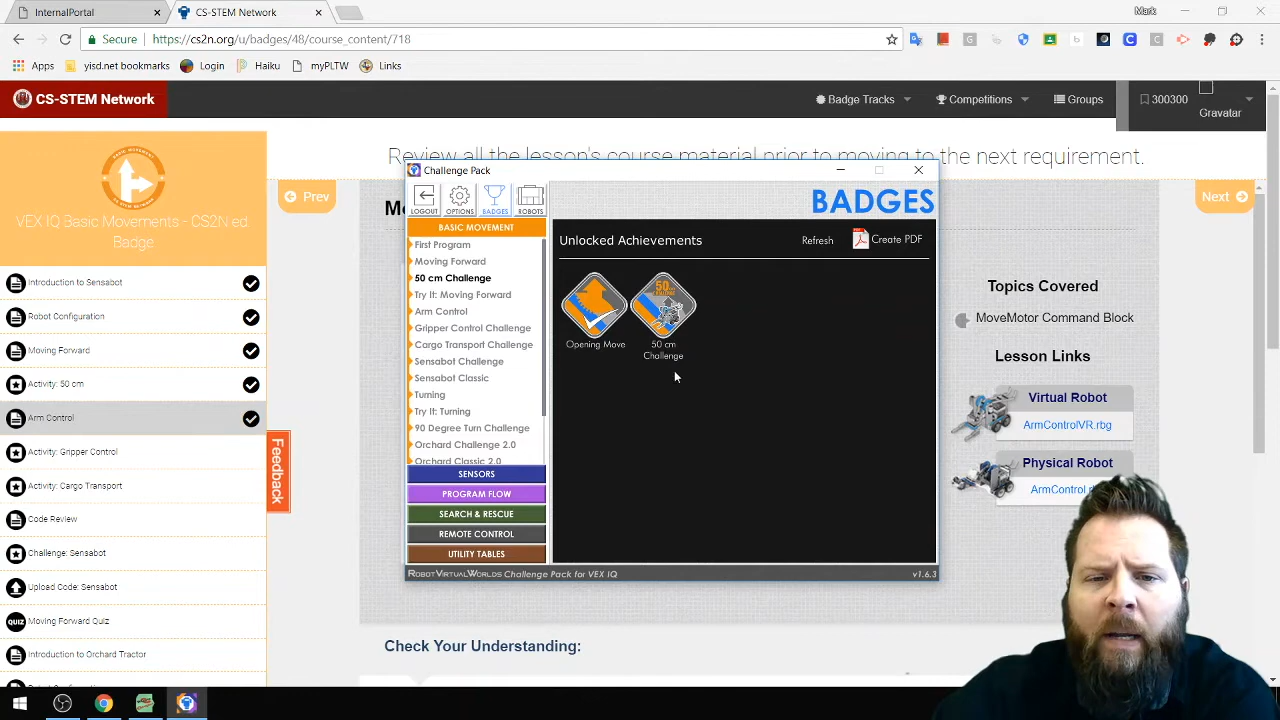 InternalPortal
CS-STEM Network
Mark
Secure
https://cs2n.org/u/badges/48/course_content/718
Apps
yisd.net bookmarks
Login
Haiku
myPLTW
Links
CS-STEM Network
Badge Tracks
Competitions
Groups
300300
Gravatar
Review all the lesson's course material prior to moving to the next requirement.
BASIC MOVEMENT
VEX IQ Basic Movements - CS2N ed.
Badge
Prev
Next
Introduction to Sensabot
Robot Configuration
Moving Forward
Activity: 50 cm
Arm Control
Activity: Gripper Control
Activity: Cargo Transport
Code Review
Challenge: Sensabot
Upload Code: Sensabot
QUIZ
Moving Forward Quiz
Introduction to Orchard Tractor
Feedback
Challenge Pack
LOGOUT
OPTIONS
BADGES
ROBOTS
BASIC MOVEMENT
First Program
Moving Forward
50 cm Challenge
Try It: Moving Forward
Arm Control
Gripper Control Challenge
Cargo Transport Challenge
Sensabot Challenge
Sensabot Classic
Turning
Try It: Turning
90 Degree Turn Challenge
Orchard Challenge 2.0
Orchard Classic 2.0
SENSORS
PROGRAM FLOW
SEARCH & RESCUE
REMOTE CONTROL
UTILITY TABLES
BADGES
Unlocked Achievements
Refresh
Create PDF
Opening Move
50 cm
Challenge
ROBOTVIRTUALWORLDS Challenge Pack for VEX IQ
v1.6.3
Topics Covered
MoveMotor Command Block
Lesson Links
Virtual Robot
ArmControlVR.rbg
Physical Robot
ArmControl.
Check Your Understanding: